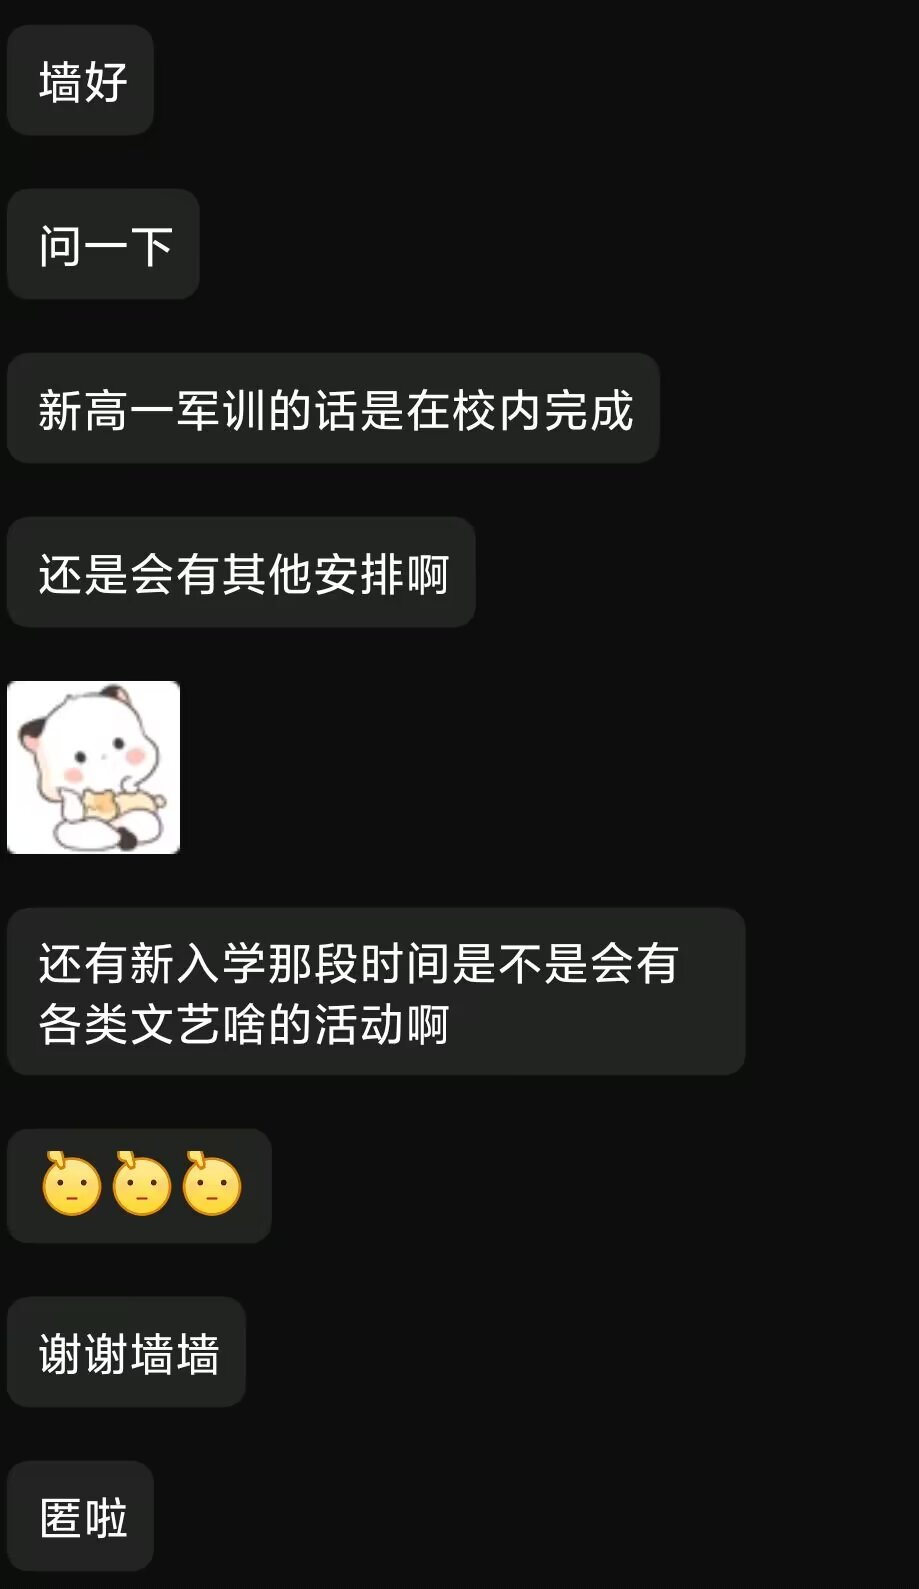 墙好
问一下
新高一军训的话是在校内完成
还是会有其他安排啊
还有新入学那段时间是不是会有
各类文艺啥的活动啊
谢谢墙墙
匿啦